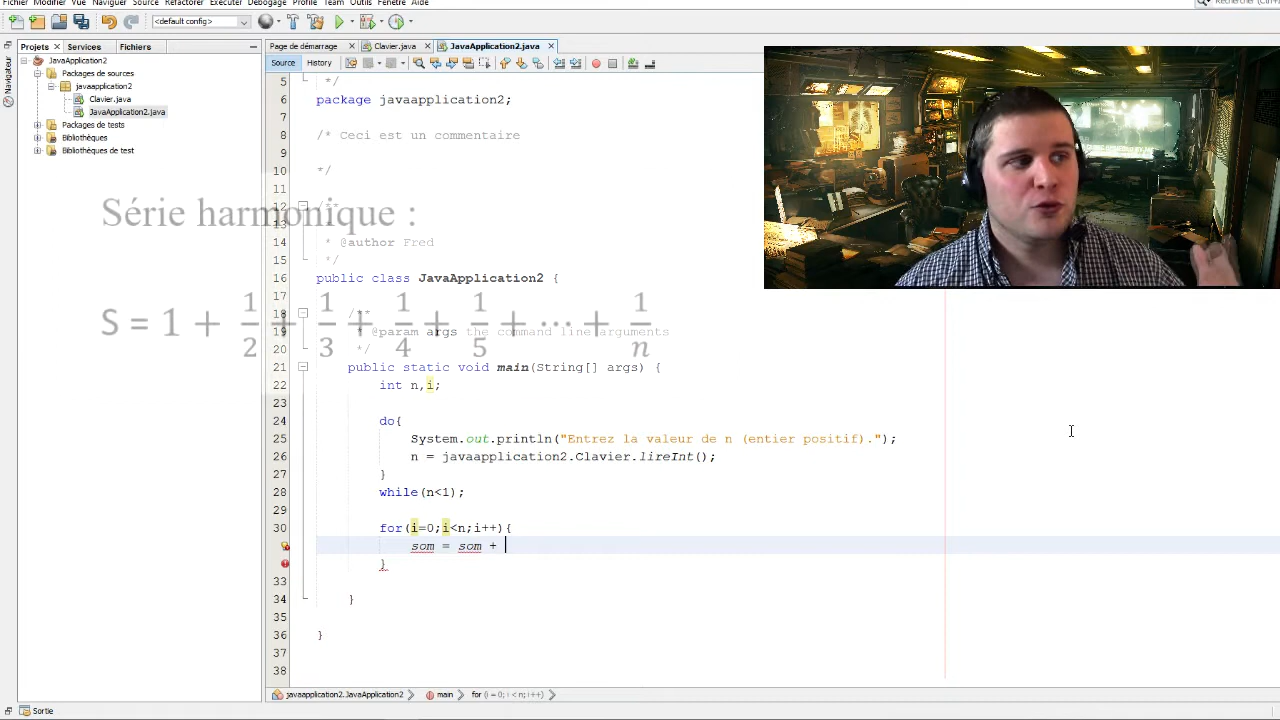 Fichier Modifier Vue Naviguer Source Refactorer Exécuter Débogage Profile Team Outils Fenêtre Aide
<default config>
Projets Services Fichiers
Page de démarrage Clavier.java JavaApplication2.java
Source History
Navigateur
JavaApplication2
Packages de sources
javaapplication2
Clavier.java
JavaApplication2.java
Packages de tests
Bibliothèques
Bibliothèques de test
Série harmonique :
S = 1 + 1/2 + 1/3 + 1/4 + 1/5 + ⋯ + 1/n
5 */
6 package javaapplication2;
7
8 /* Ceci est un commentaire
9
10 */
11
12 /**
13 *
14 * @author Fred
15 */
16 public class JavaApplication2 {
17
18 /**
19 * @param args the command line arguments
20 */
21 public static void main(String[] args) {
22 int n,i;
23
24 do{
25 System.out.println("Entrez la valeur de n (entier positif).");
26 n = javaapplication2.Clavier.lireInt();
27 }
28 while(n<1);
29
30 for(i=0;i<n;i++){
som = som +
}
33
34 }
35
36 }
37
38
javaapplication2.JavaApplication2 main for (i = 0; i < n; i++)
Sortie